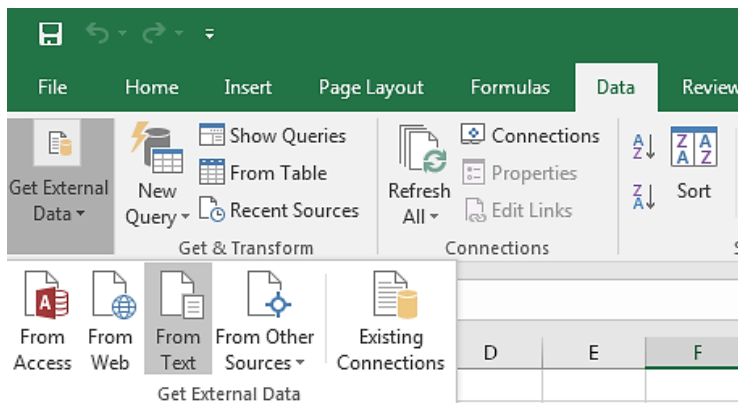 File Home Insert Page Layout Formulas Data Review
Get External
Data
New
Query
Show Queries
From Table
Recent Sources
Get & Transform
Refresh
All
Connections
Properties
Edit Links
Connections
A
Z
Z
A
Z A
A Z
Sort
From
Access
From
Web
From
Text
From Other
Sources
Existing
Connections
Get External Data
D E F